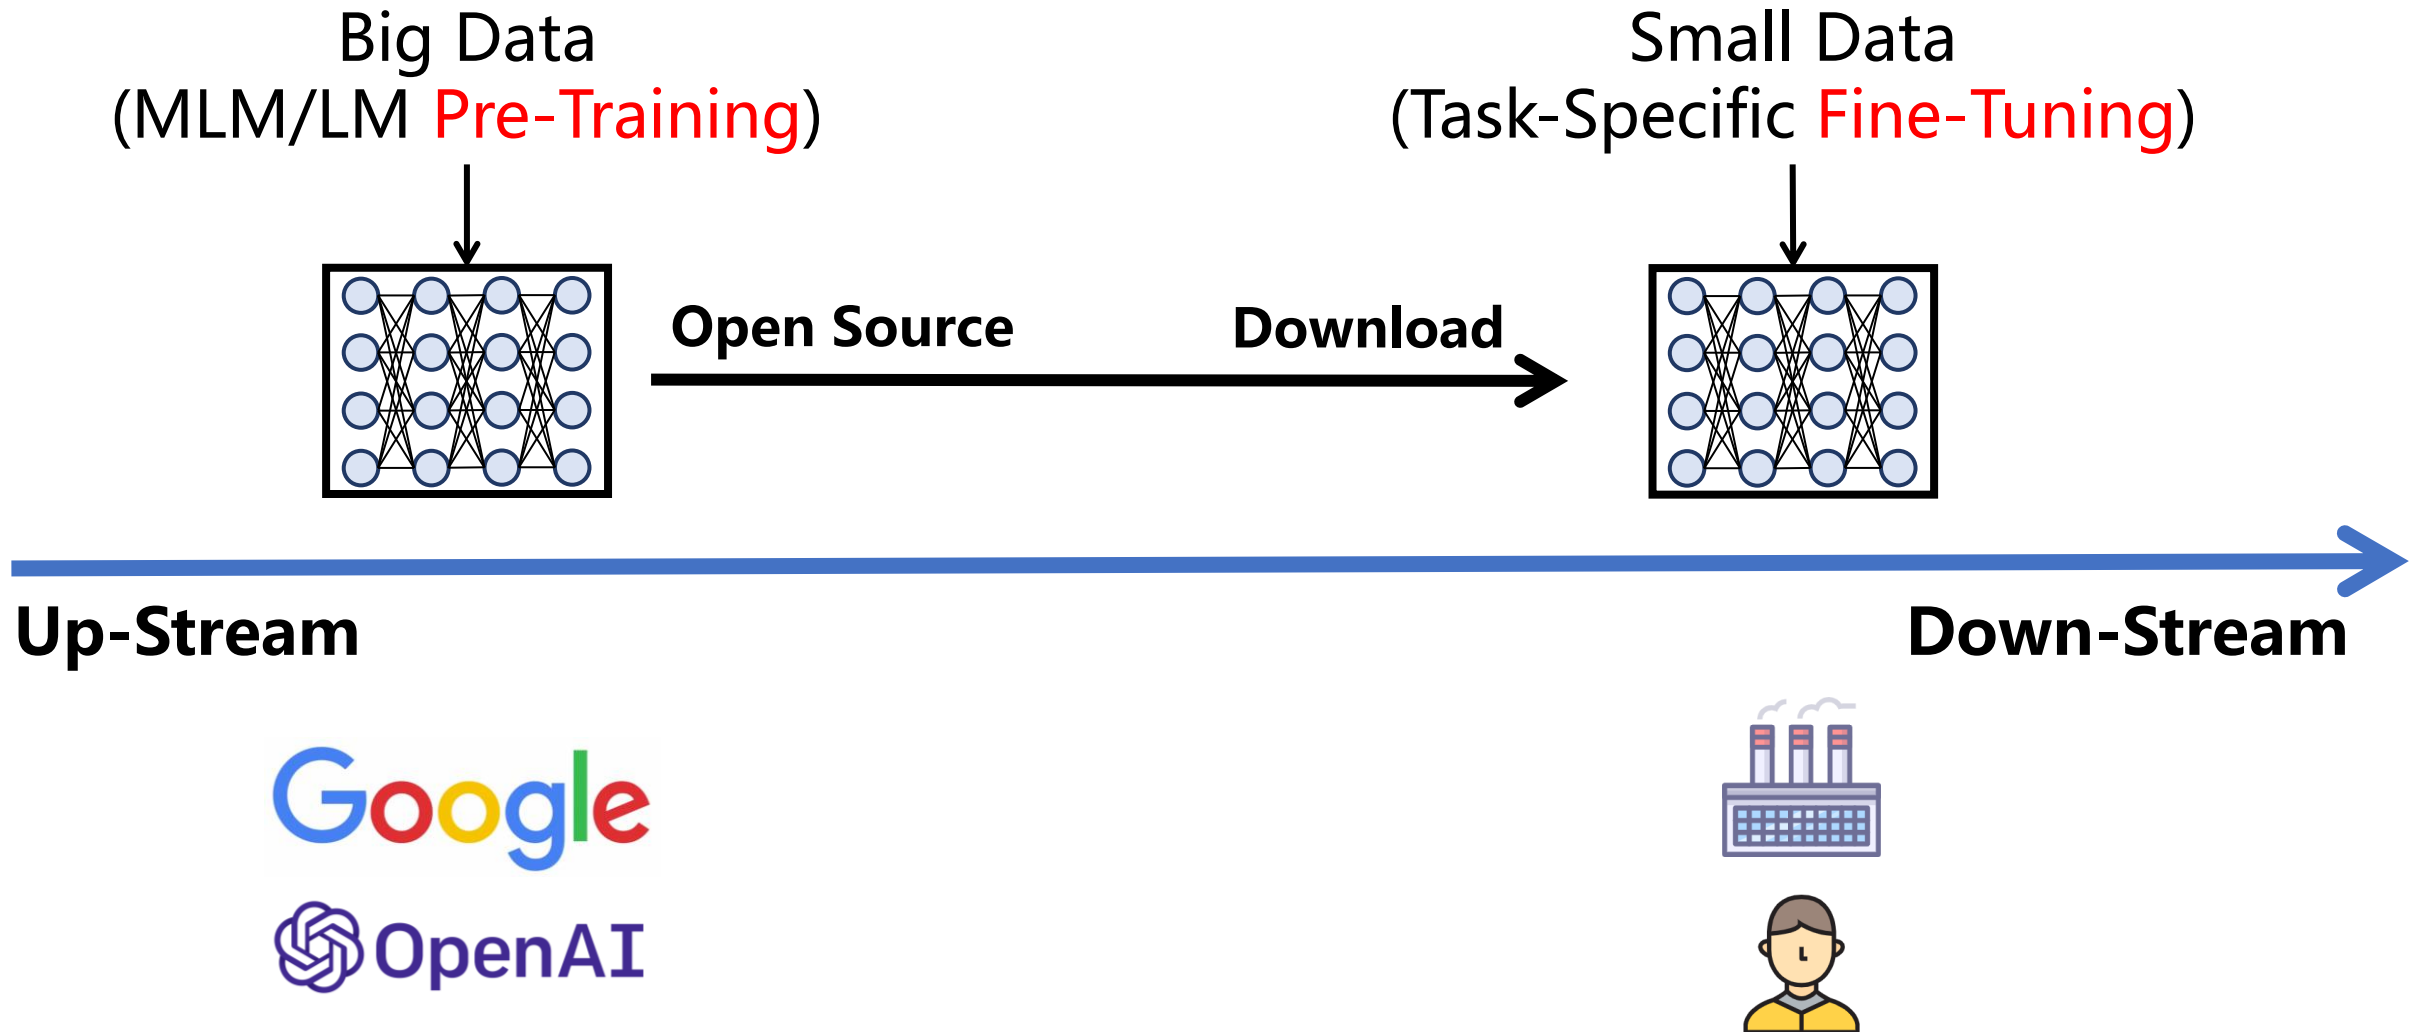 Big Data
(MLM/LM Pre-Training)
Small Data
(Task-Specific Fine-Tuning)
Open Source
Download
Up-Stream
Down-Stream
Google
OpenAI